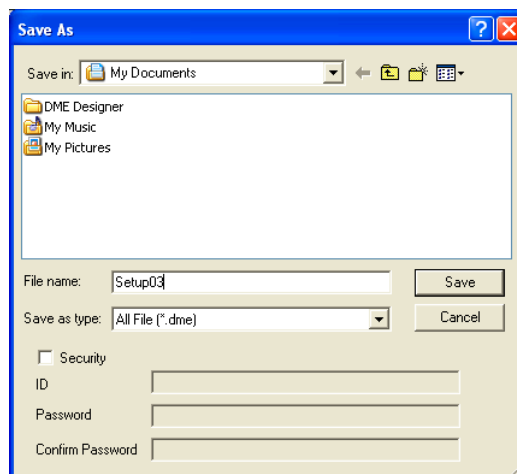 Save As
Save in: My Documents
DME Designer
My Music
My Pictures
File name: Setup03 Save
Save as type: All File (*.dme) Cancel
Security
ID
Password
Confirm Password